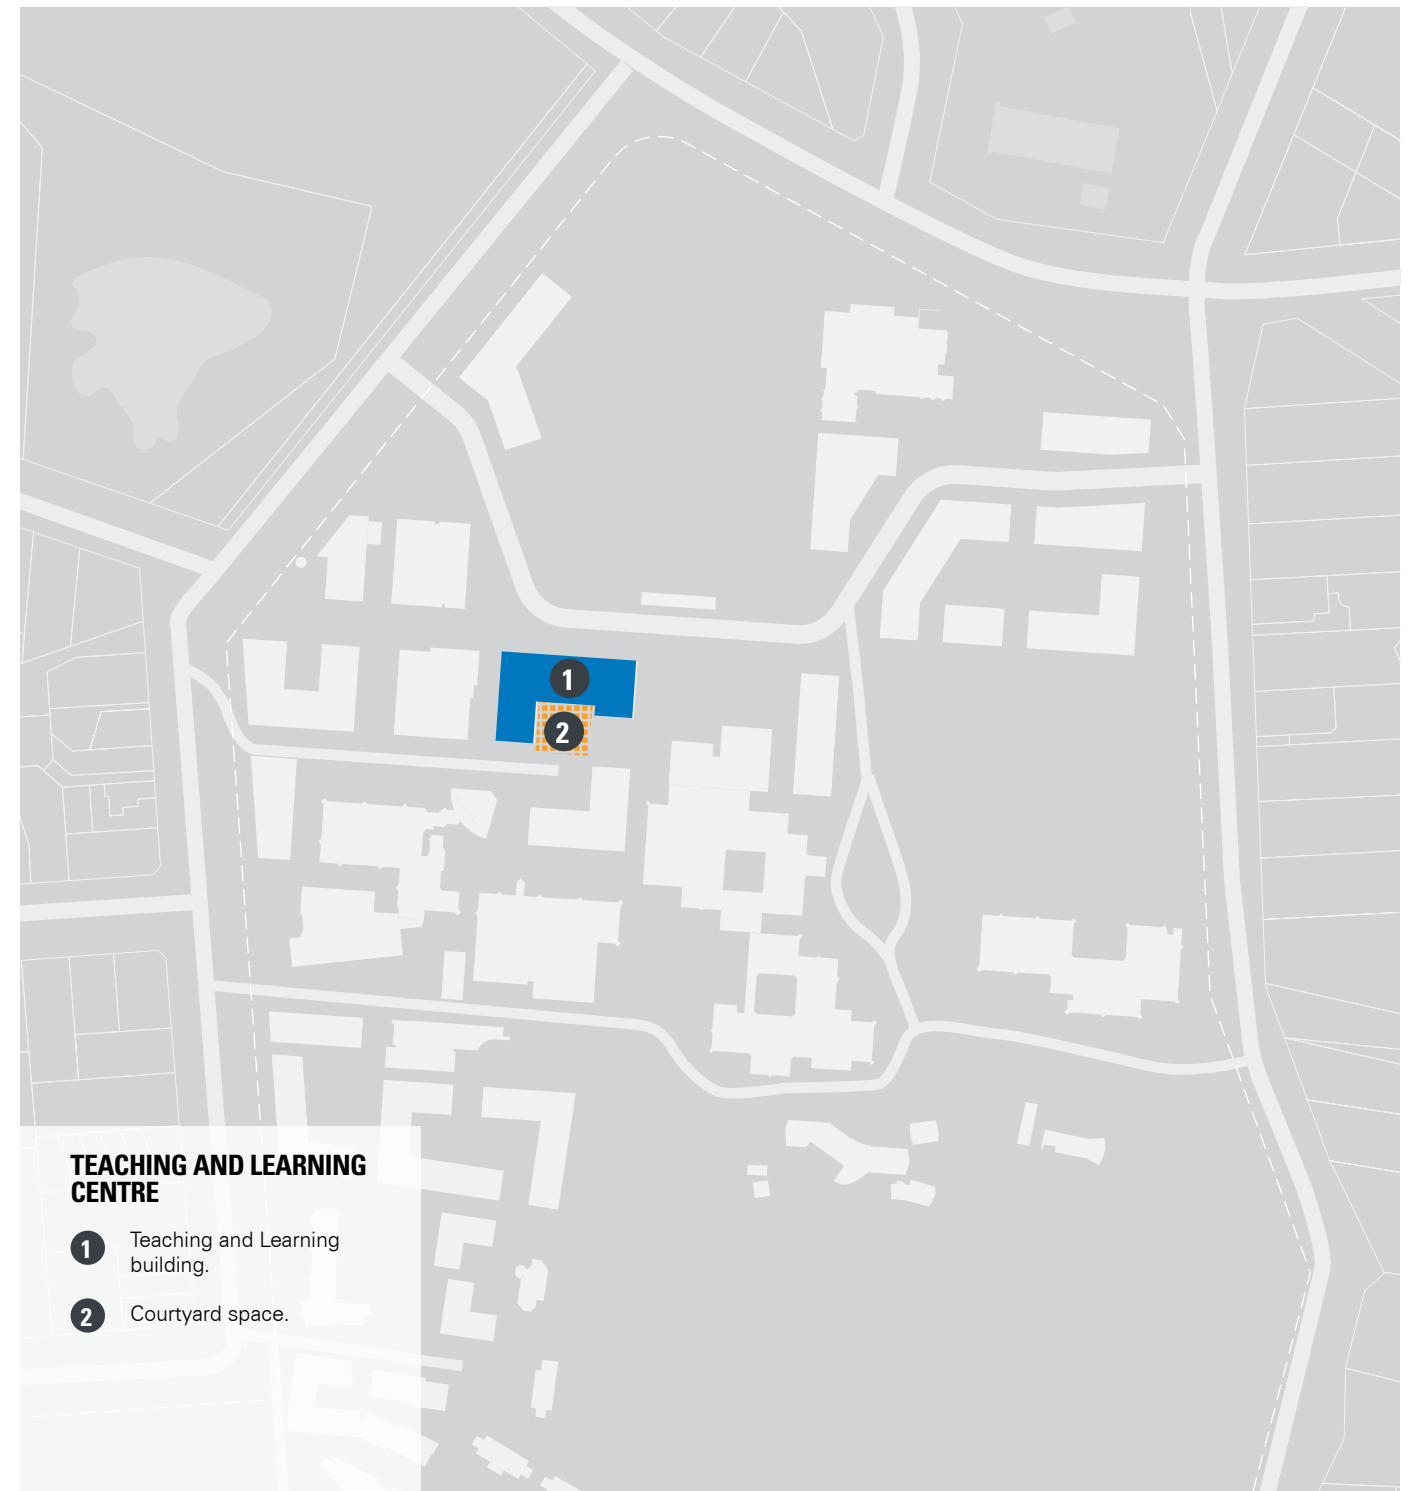 1
2
TEACHING AND LEARNING
CENTRE
1 Teaching and Learning
building.
2 Courtyard space.